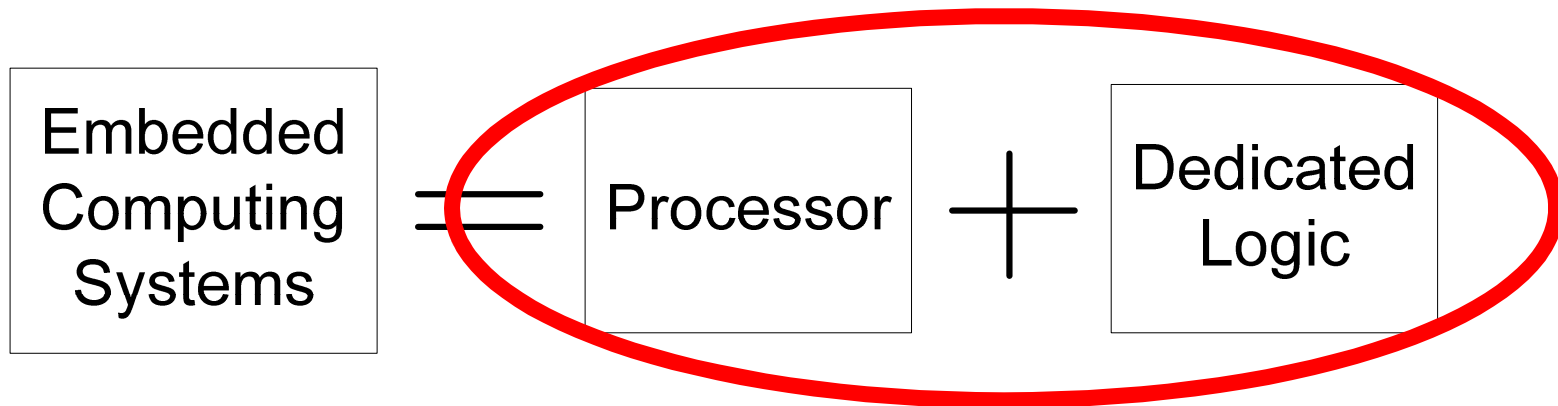 Embedded
Computing
Systems
=
Processor
+
Dedicated
Logic